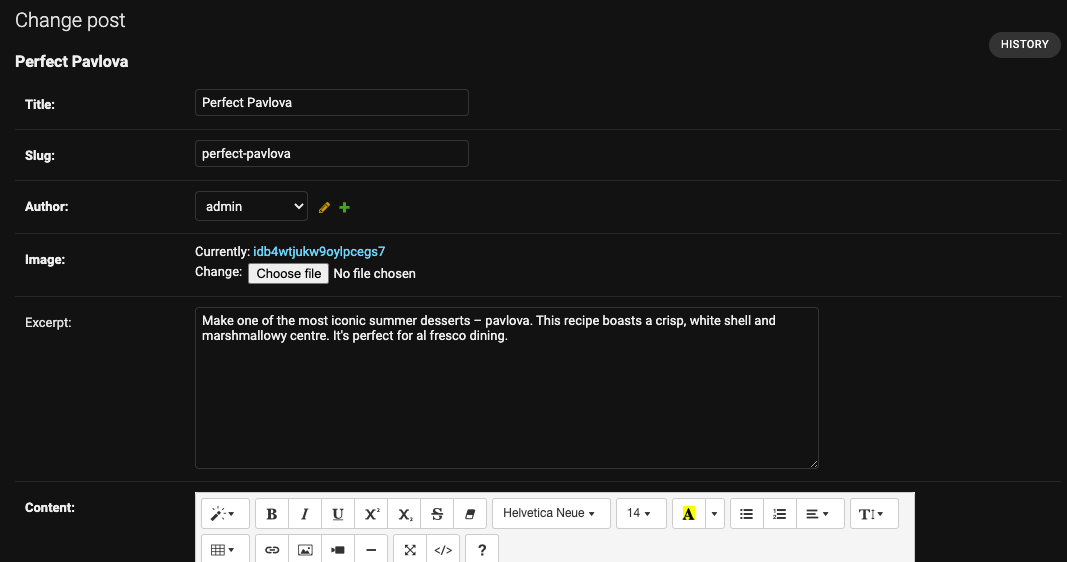 Change post
HISTORY
Perfect Pavlova
Title: Perfect Pavlova
Slug: perfect-pavlova
Author: admin
Image: Currently: idb4wtjukw9oylpcegs7
Change: Choose file No file chosen
Excerpt: Make one of the most iconic summer desserts – pavlova. This recipe boasts a crisp, white shell and
marshmallowy centre. It's perfect for al fresco dining.
Content:
B I U X² X₂ S Helvetica Neue 14 A T
</> ?